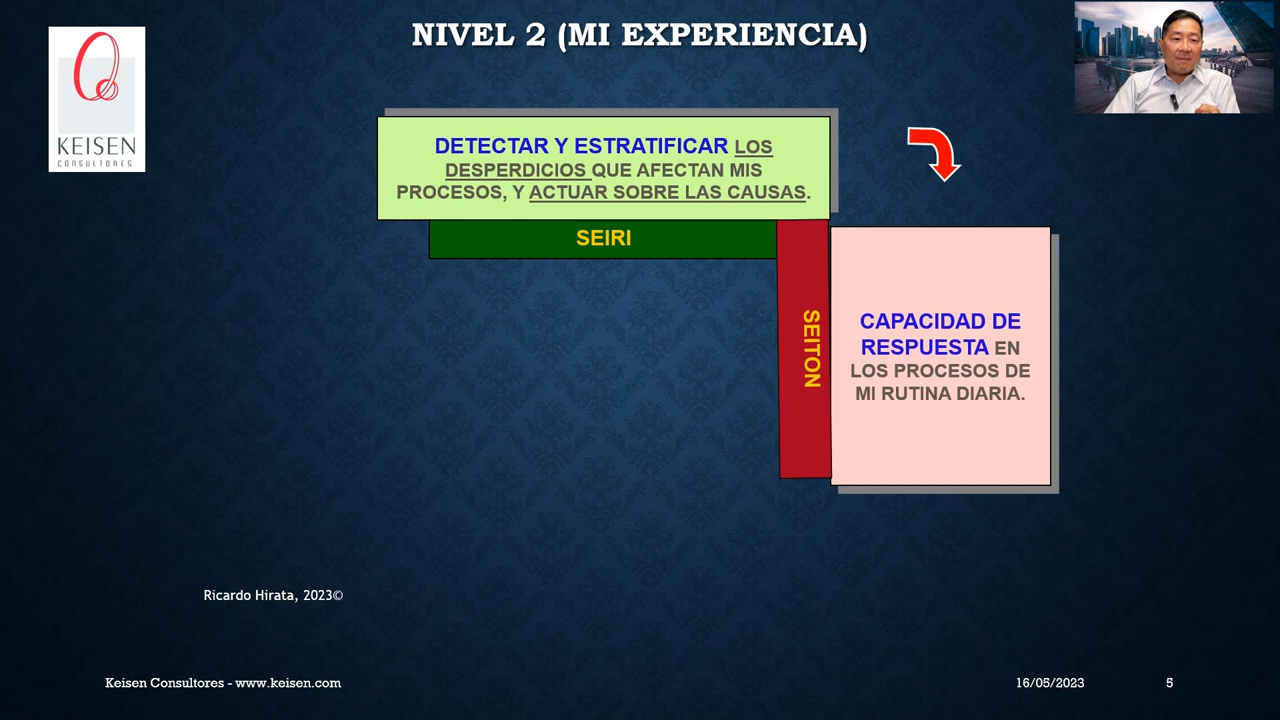 NIVEL 2 (MI EXPERIENCIA)
KEISEN
CONSULTORES
DETECTAR Y ESTRATIFICAR LOS
DESPERDICIOS QUE AFECTAN MIS
PROCESOS, Y ACTUAR SOBRE LAS CAUSAS.
SEIRI
SEITON
CAPACIDAD DE
RESPUESTA EN
LOS PROCESOS DE
MI RUTINA DIARIA.
Ricardo Hirata, 2023©
Keisen Consultores - www.keisen.com
16/05/2023
5